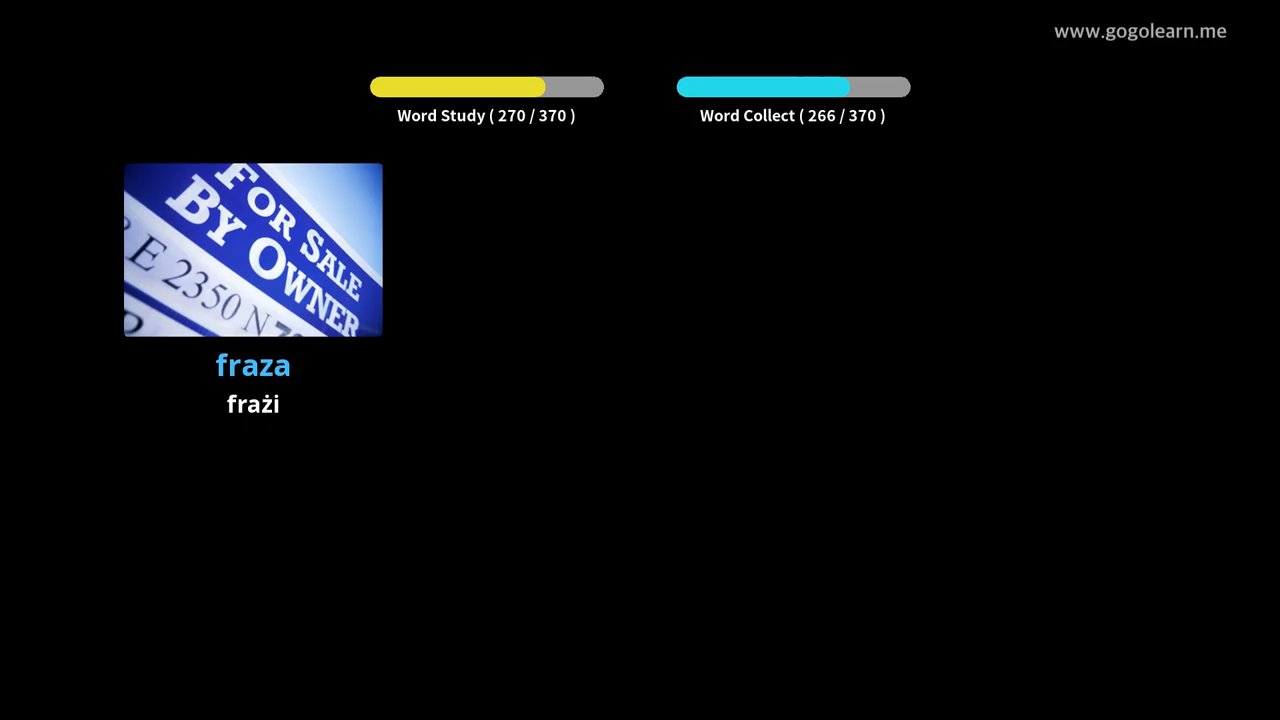 www.gogolearn.me
Word Study ( 270 / 370 )
Word Collect ( 266 / 370 )
FOR SALE
BY OWNER
E 2350 N
fraza
frażi